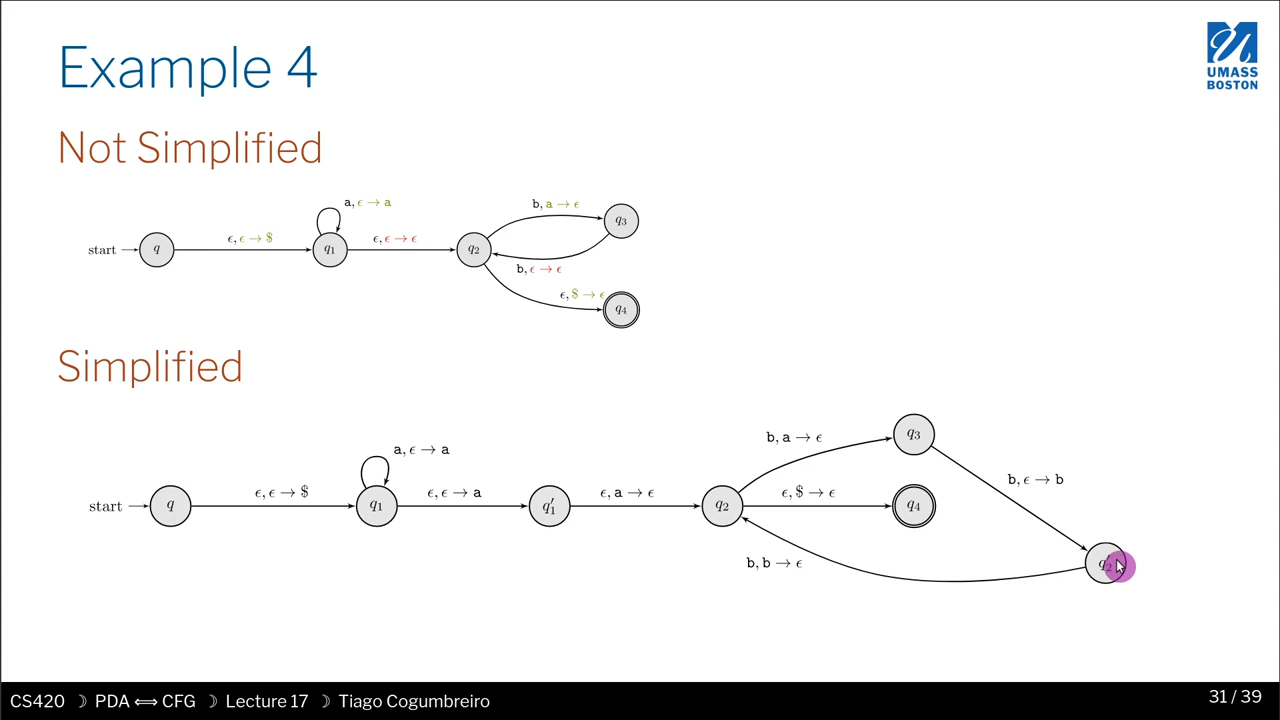 Example 4
UMASS
BOSTON
Not Simplified
a, ϵ → a
b, a → ϵ
q₃
start
q
ϵ, ϵ → $
q₁
ϵ, ϵ → ϵ
q₂
b, ϵ → ϵ
ϵ, $ → ϵ
q₄
Simplified
a, ϵ → a
b, a → ϵ
q₃
b, ϵ → b
start
q
ϵ, ϵ → $
q₁
ϵ, ϵ → a
q₁′
ϵ, a → ϵ
q₂
ϵ, $ → ϵ
q₄
b, b → ϵ
q₂′
CS420 ☽ PDA ⟺ CFG ☽ Lecture 17 ☽ Tiago Cogumbreiro
31 / 39